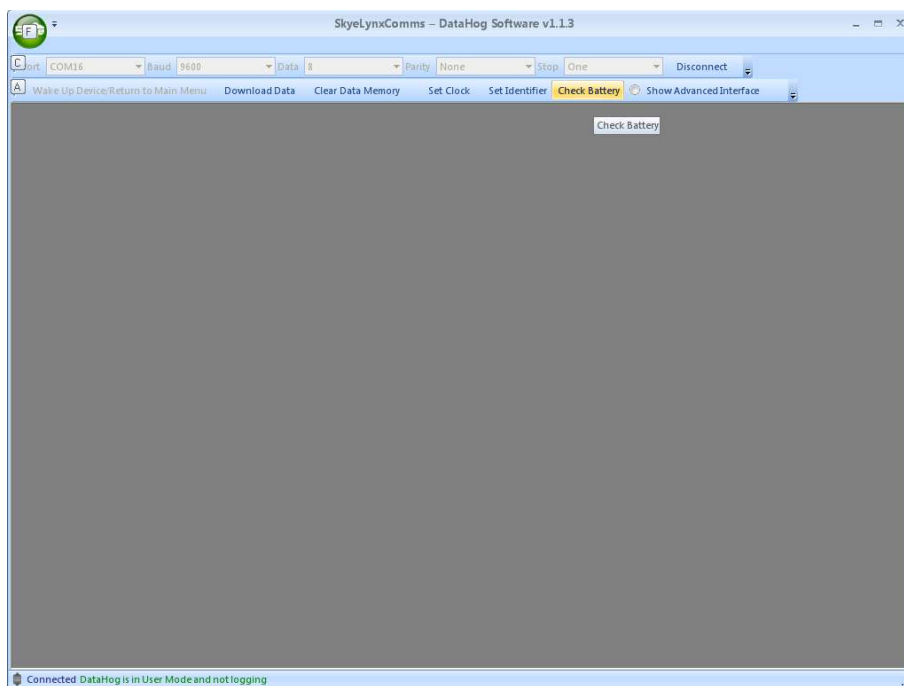 F
SkyeLynxComms – DataHog Software v1.1.3
C ort COM16 Baud 9600 Data 8 Parity None Stop One Disconnect
A Wake Up Device/Return to Main Menu Download Data Clear Data Memory Set Clock Set Identifier Check Battery Show Advanced Interface
Check Battery
Connected DataHog is in User Mode and not logging